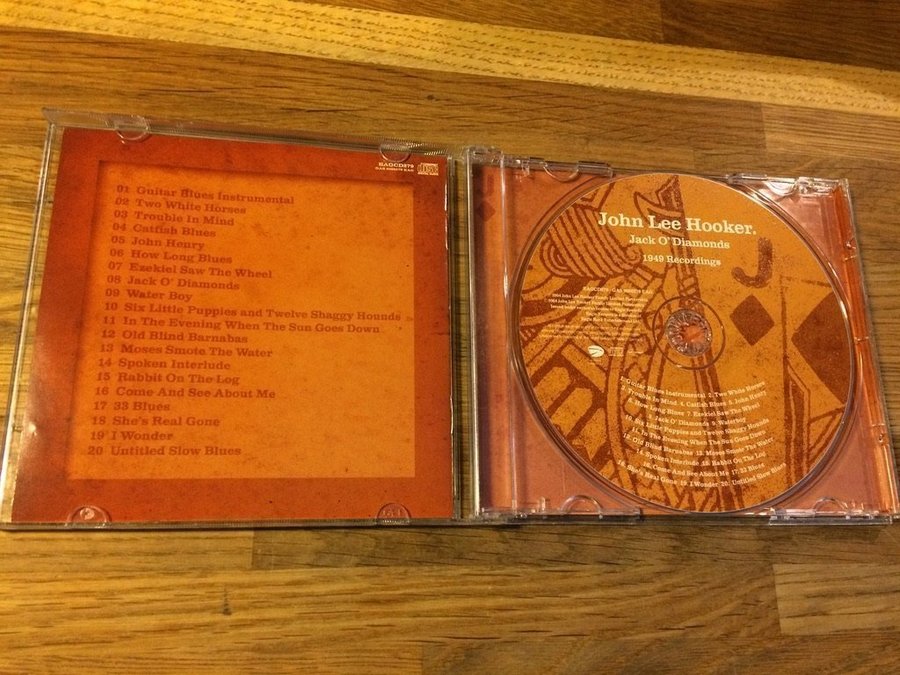 EAGCD279
GAS 0000279 EAG
01 Guitar Blues Instrumental
02 Two White Horses
03 Trouble In Mind
04 Catfish Blues
05 John Henry
06 How Long Blues
07 Ezekiel Saw The Wheel
08 Jack O' Diamonds
09 Water Boy
10 Six Little Puppies and Twelve Shaggy Hounds
11 In The Evening When The Sun Goes Down
12 Old Blind Barnabas
13 Moses Smote The Water
14 Spoken Interlude
15 Rabbit On The Log
16 Come And See About Me
17 33 Blues
18 She's Real Gone
19 I Wonder
20 Untitled Slow Blues
John Lee Hooker.
Jack O' Diamonds
1949 Recordings
J
1. Guitar Blues Instrumental 2. Two White Horses
3. Trouble In Mind 4. Catfish Blues 5. John Henry
6. How Long Blues 7. Ezekiel Saw The Wheel
8. Jack O' Diamonds 9. Waterboy
10. Six Little Puppies and Twelve Shaggy Hounds
11. In The Evening When The Sun Goes Down
12. Old Blind Barnabas 13. Moses Smote The Water
14. Spoken Interlude 15. Rabbit On The Log
16. Come And See About Me 17. 33 Blues
18. She's Real Gone 19. I Wonder 20. Untitled Slow Blues